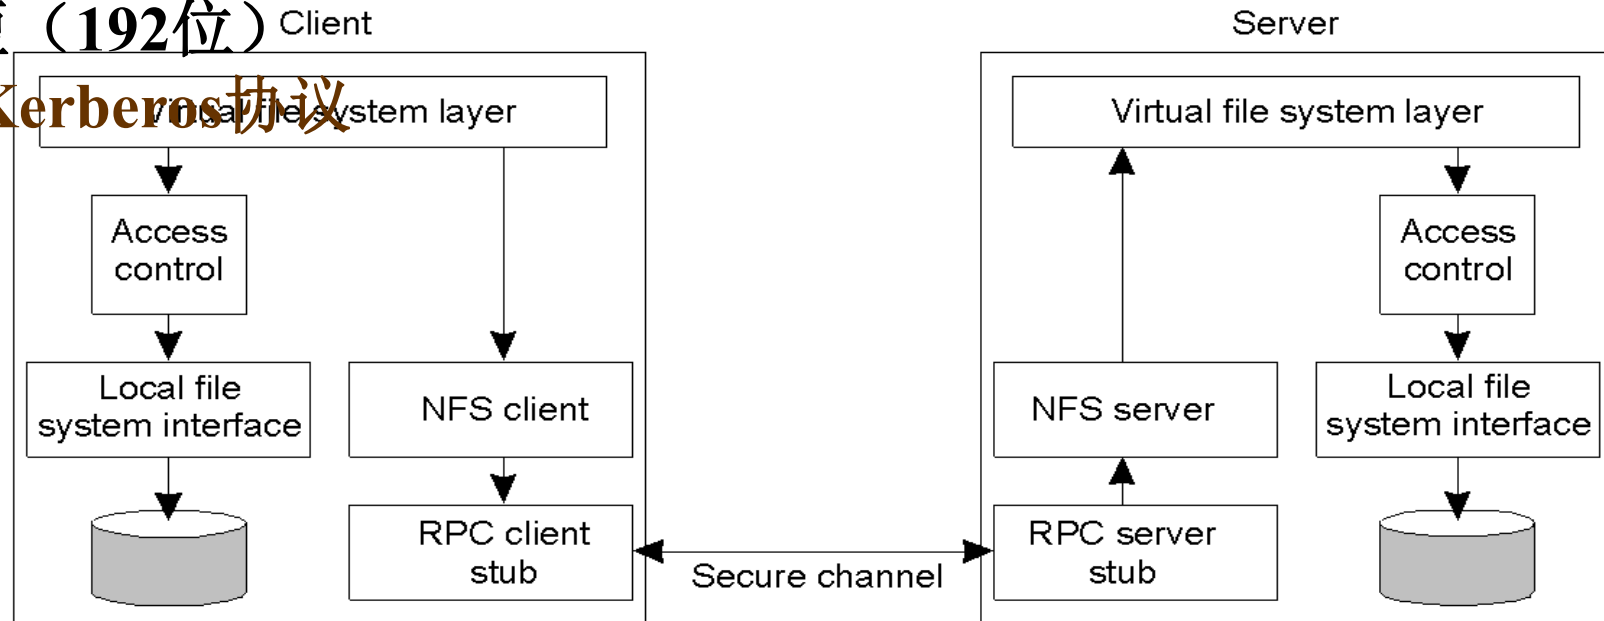 （192位）
Client
Server
Kerberos协议
Virtual file system layer
Virtual file system layer
Access
control
Access
control
Local file
system interface
NFS client
NFS server
Local file
system interface
RPC client
stub
Secure channel
RPC server
stub